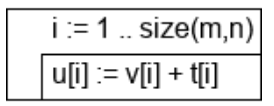 i := 1 .. size(m,n)
u[i] := v[i] + t[i]